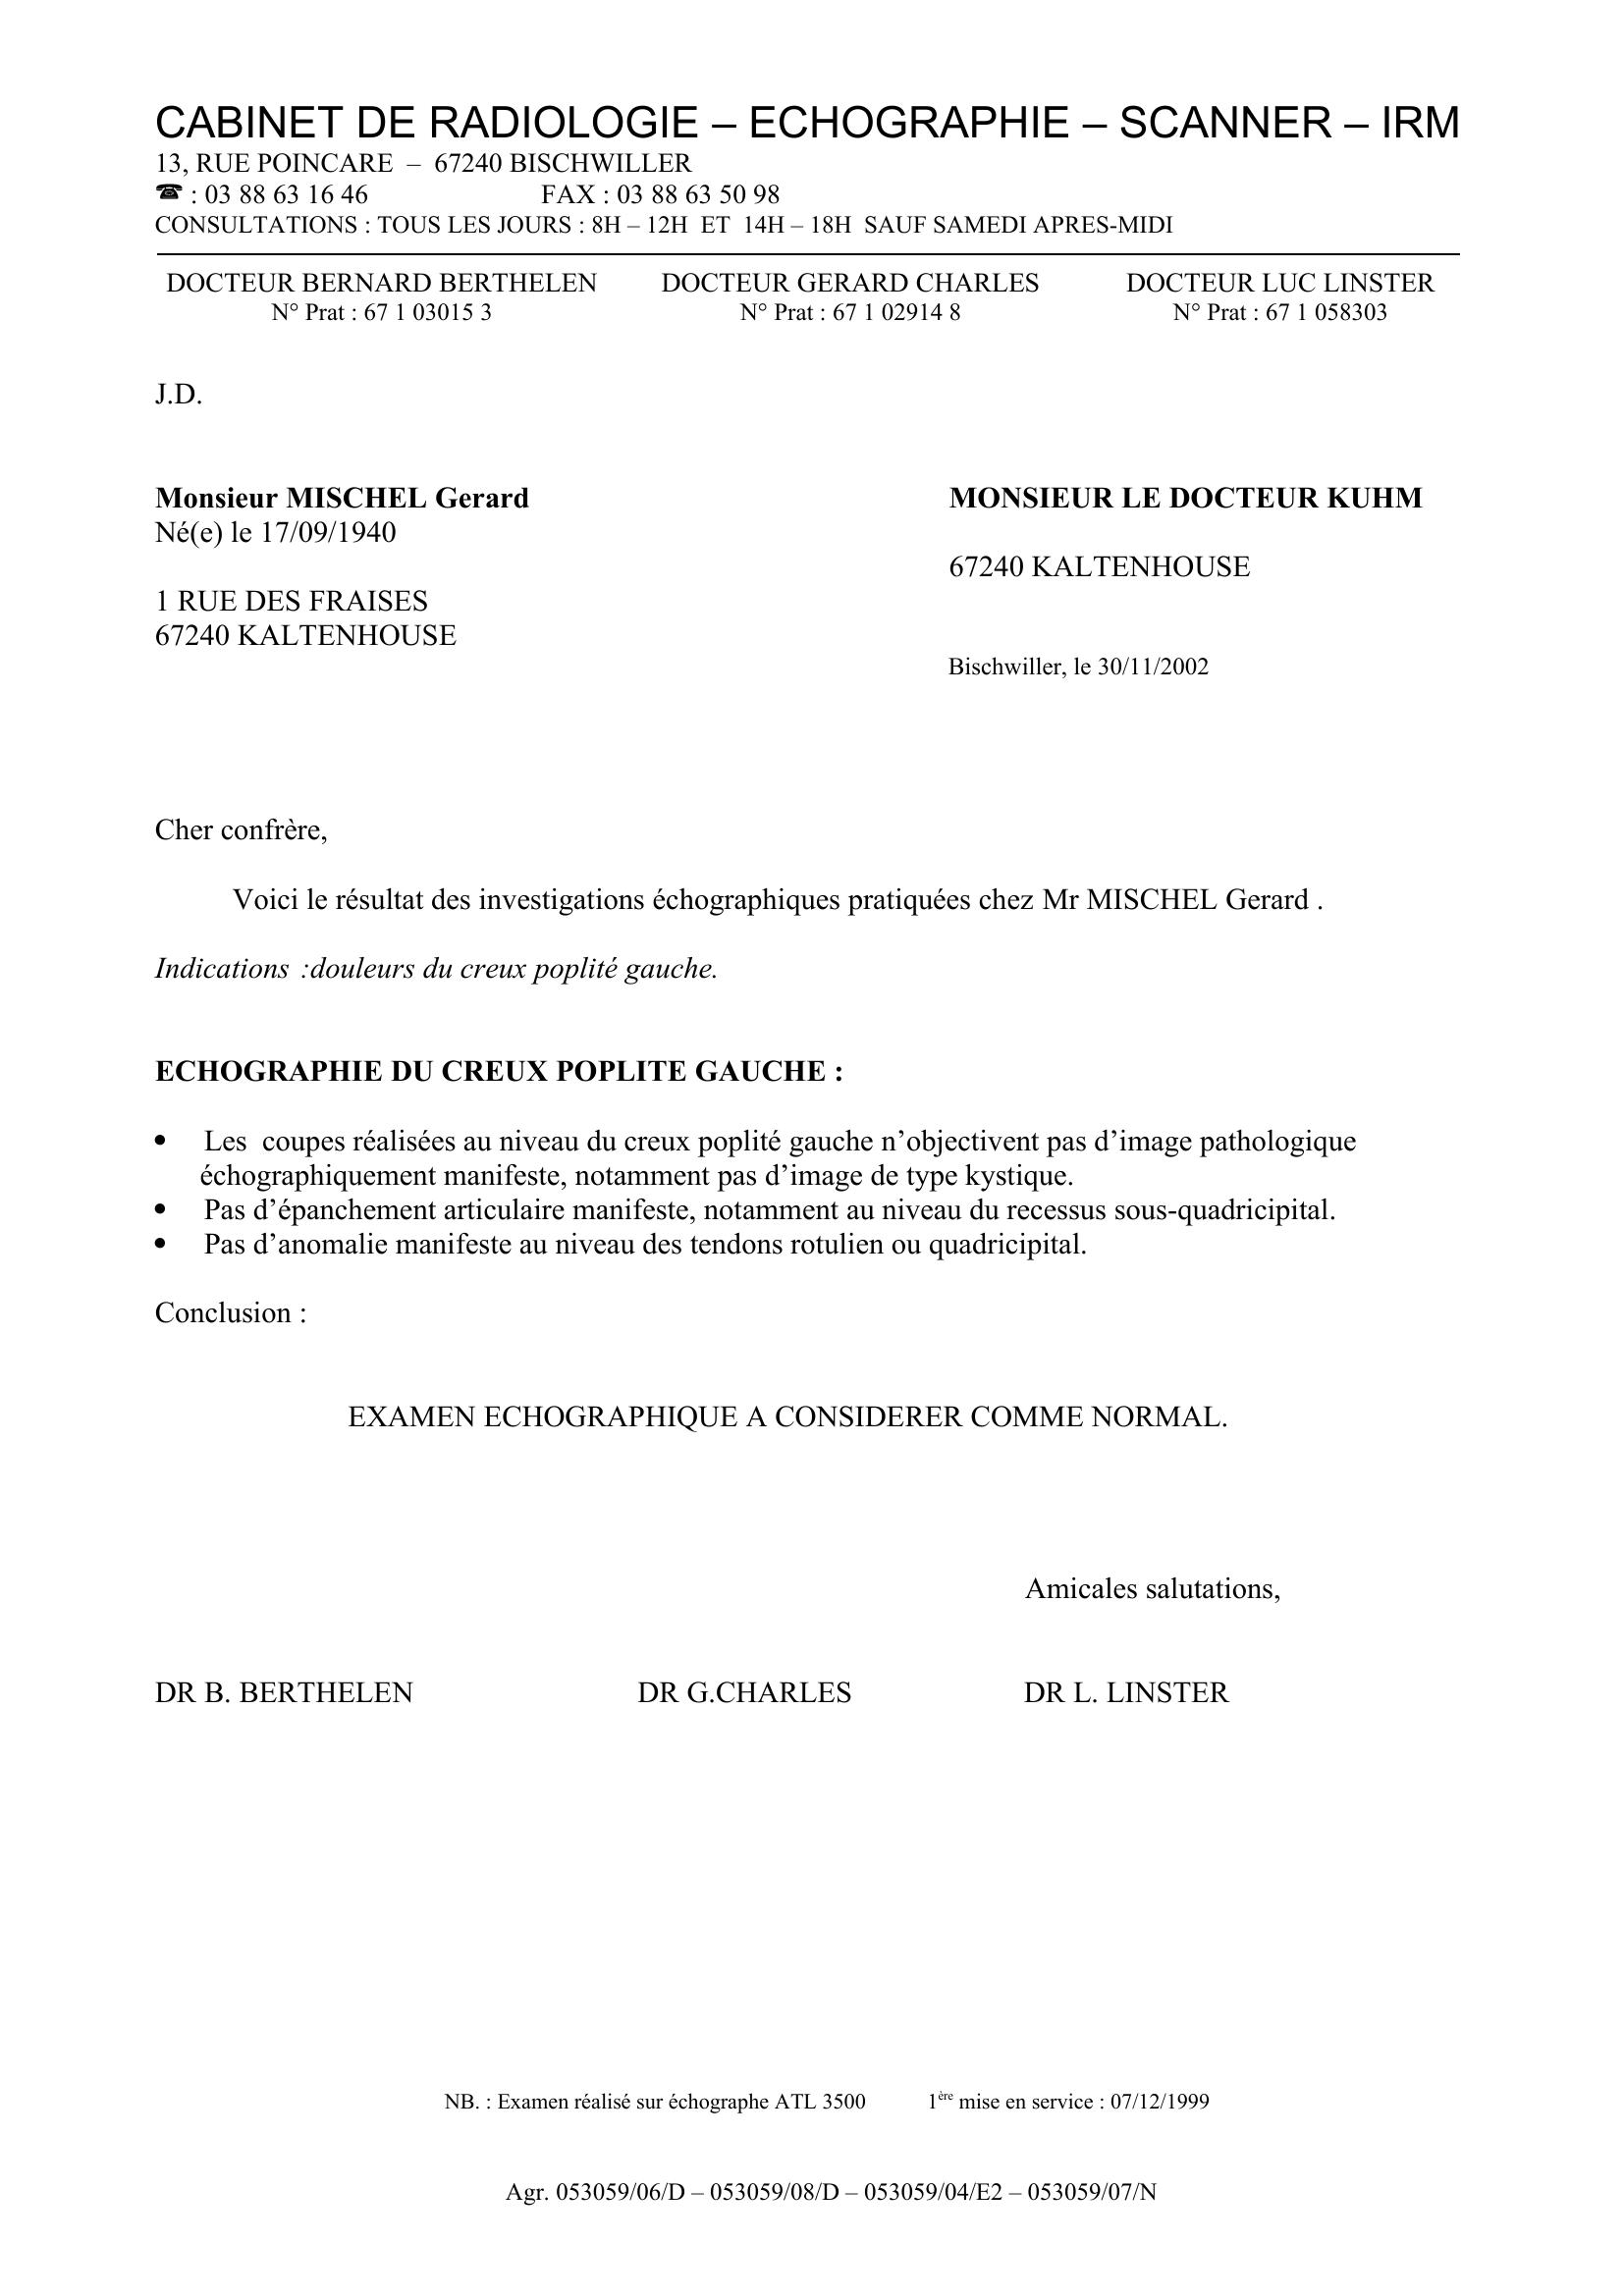 CABINET DE RADIOLOGIE – ECHOGRAPHIE – SCANNER – IRM
13, RUE POINCARE – 67240 BISCHWILLER
☎ : 03 88 63 16 46 FAX : 03 88 63 50 98
CONSULTATIONS : TOUS LES JOURS : 8H – 12H ET 14H – 18H SAUF SAMEDI APRES-MIDI
DOCTEUR BERNARD BERTHELEN DOCTEUR GERARD CHARLES DOCTEUR LUC LINSTER
N° Prat : 67 1 03015 3 N° Prat : 67 1 02914 8 N° Prat : 67 1 058303
J.D.
Monsieur MISCHEL Gerard
Né(e) le 17/09/1940
1 RUE DES FRAISES
67240 KALTENHOUSE
MONSIEUR LE DOCTEUR KUHM
67240 KALTENHOUSE
Bischwiller, le 30/11/2002
Cher confrère,
Voici le résultat des investigations échographiques pratiquées chez Mr MISCHEL Gerard .
Indications :douleurs du creux poplité gauche.
ECHOGRAPHIE DU CREUX POPLITE GAUCHE :
• Les coupes réalisées au niveau du creux poplité gauche n’objectivent pas d’image pathologique
échographiquement manifeste, notamment pas d’image de type kystique.
• Pas d’épanchement articulaire manifeste, notamment au niveau du recessus sous-quadricipital.
• Pas d’anomalie manifeste au niveau des tendons rotulien ou quadricipital.
Conclusion :
EXAMEN ECHOGRAPHIQUE A CONSIDERER COMME NORMAL.
Amicales salutations,
DR B. BERTHELEN DR G.CHARLES DR L. LINSTER
NB. : Examen réalisé sur échographe ATL 3500 1ère mise en service : 07/12/1999
Agr. 053059/06/D – 053059/08/D – 053059/04/E2 – 053059/07/N